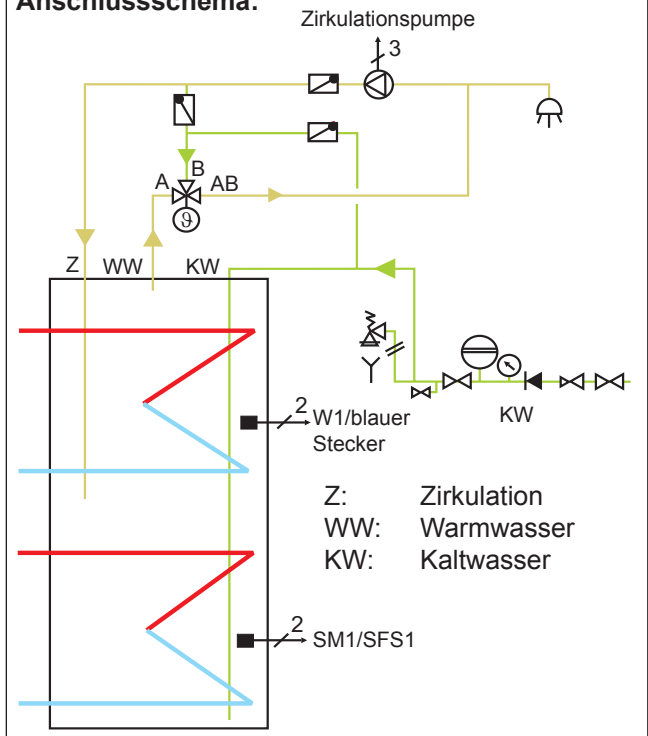 Anschlussschema:
Zirkulationspumpe
3
B
A
AB
ϑ
Z
WW
KW
2
W1/blauer
Stecker
KW
Z: Zirkulation
WW: Warmwasser
KW: Kaltwasser
2
SM1/SFS1